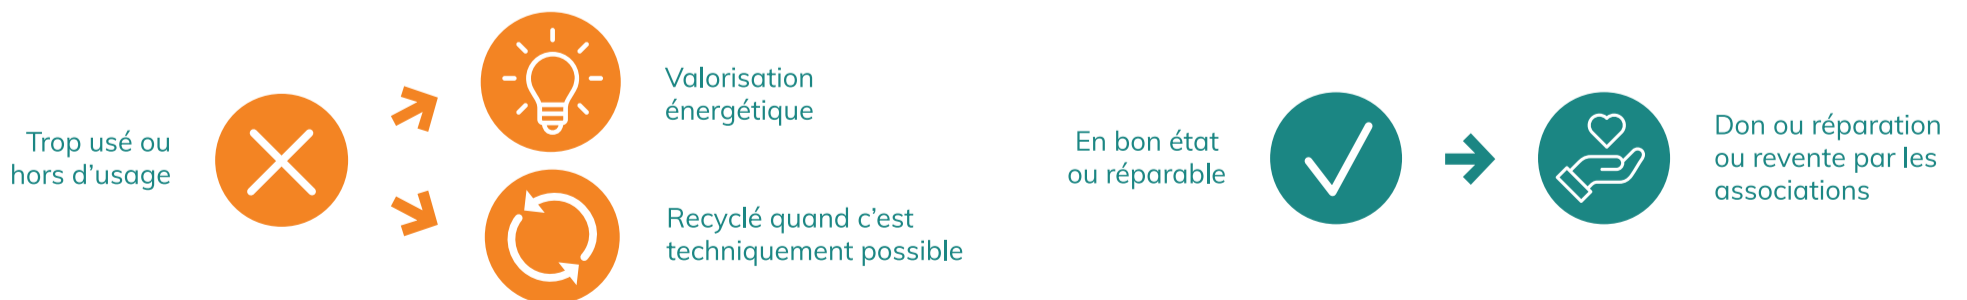 Trop usé ou
hors d’usage
Valorisation
énergétique
Recyclé quand c’est
techniquement possible
En bon état
ou réparable
Don ou réparation
ou revente par les
associations